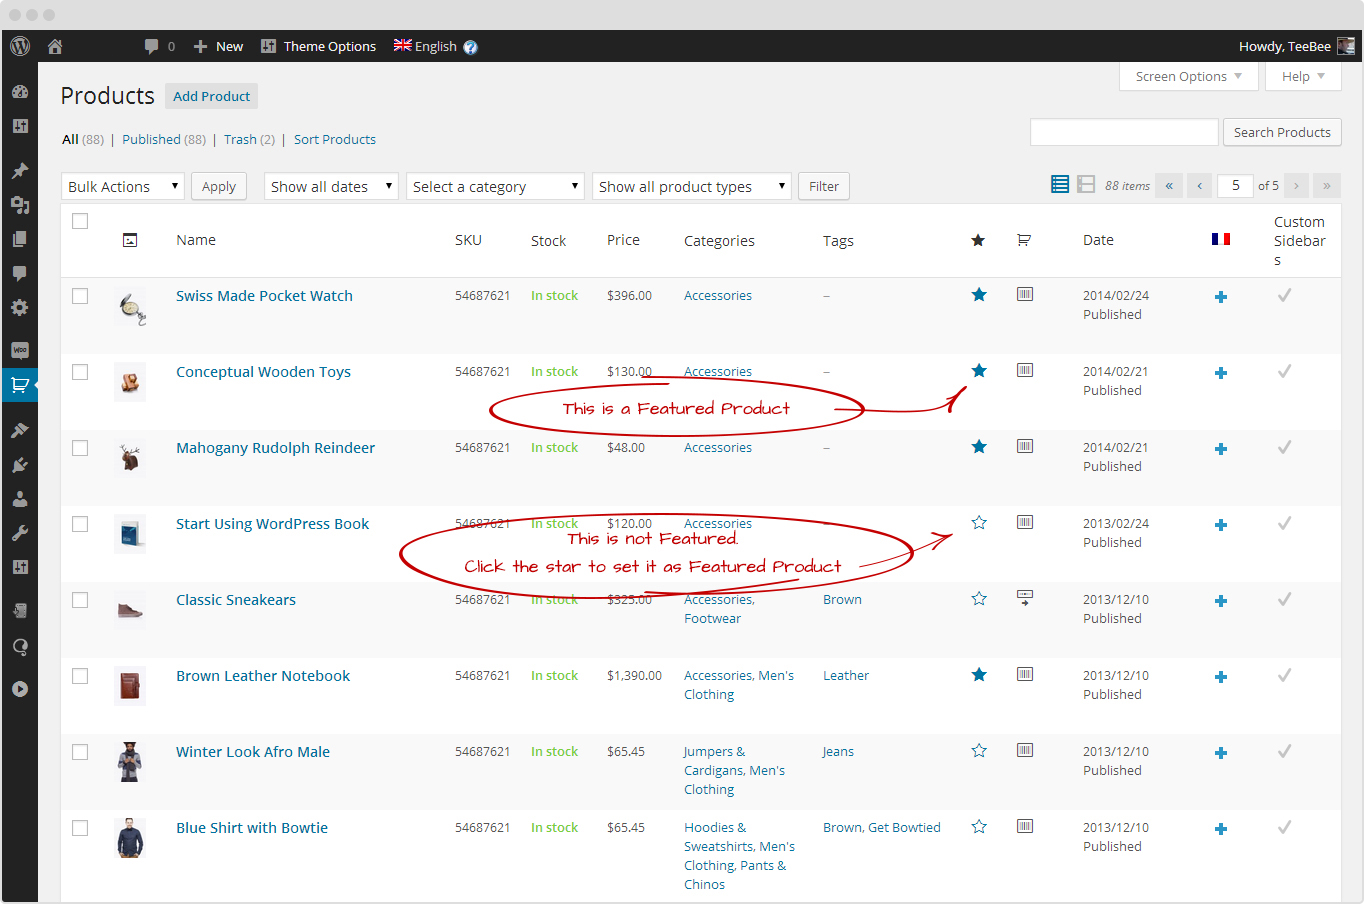 0 New Theme Options English ? Howdy, TeeBee
Screen Options Help
Products Add Product
All (88) | Published (88) | Trash (2) | Sort Products
Search Products
Bulk Actions Apply Show all dates Select a category Show all product types Filter 88 items « ‹ 5 of 5 › »
Name SKU Stock Price Categories Tags Date Custom
Sidebar
s
Swiss Made Pocket Watch 54687621 In stock $396.00 Accessories – 2014/02/24
Published
Conceptual Wooden Toys 54687621 In stock $130.00 Accessories – 2014/02/21
Published
This is a Featured Product
Mahogany Rudolph Reindeer 54687621 In stock $48.00 Accessories – 2014/02/21
Published
Start Using WordPress Book 54687621 In stock $120.00 Accessories 2013/02/24
Published
This is not Featured.
Click the star to set it as Featured Product
Classic Sneakears 54687621 In stock $325.00 Accessories, Brown 2013/12/10
Footwear Published
Brown Leather Notebook 54687621 In stock $1,390.00 Accessories, Men's Leather 2013/12/10
Clothing Published
Winter Look Afro Male 54687621 In stock $65.45 Jumpers & Jeans 2013/12/10
Cardigans, Men's Published
Clothing
Blue Shirt with Bowtie 54687621 In stock $65.45 Hoodies & Brown, Get Bowtied 2013/12/10
Sweatshirts, Men's Published
Clothing, Pants &
Chinos
WOO